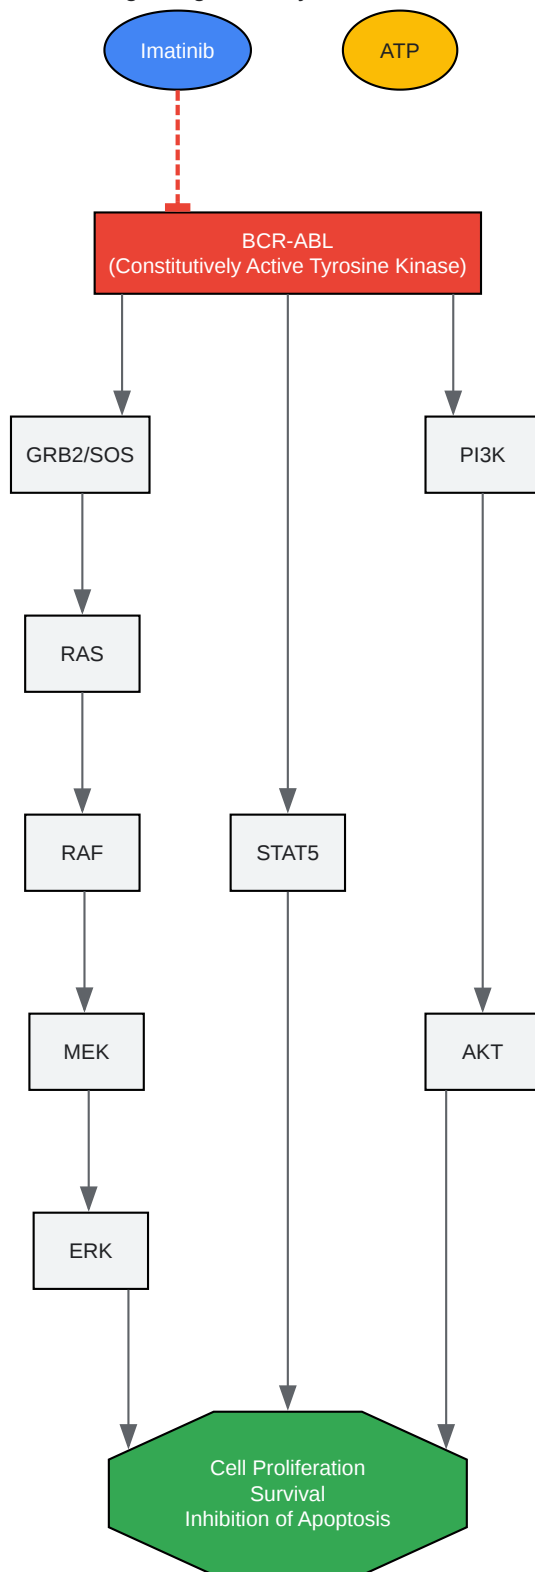 Imatinib
ATP
BCR-ABL
(Constitutively Active Tyrosine Kinase)
GRB2/SOS
PI3K
RAS
RAF
STAT5
MEK
AKT
ERK
Cell Proliferation
Survival
Inhibition of Apoptosis